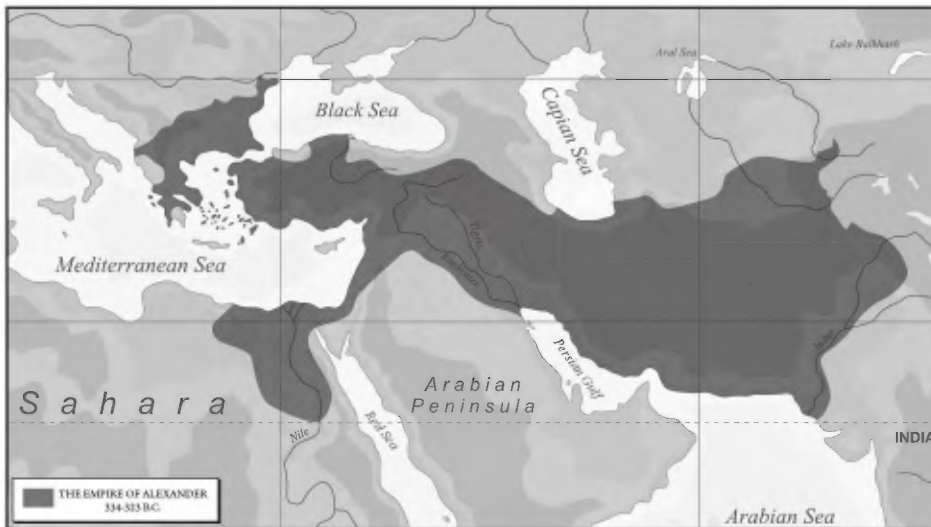 Aral Sea
Lake Balkhash
Black Sea
Capian Sea
Tigris
Mediterranean Sea
Persian Gulf
Indus
Arabian
Peninsula
Sahara
Nile
Red Sea
INDIA
THE EMPIRE OF ALEXANDER
334-323 B.C.
Arabian Sea